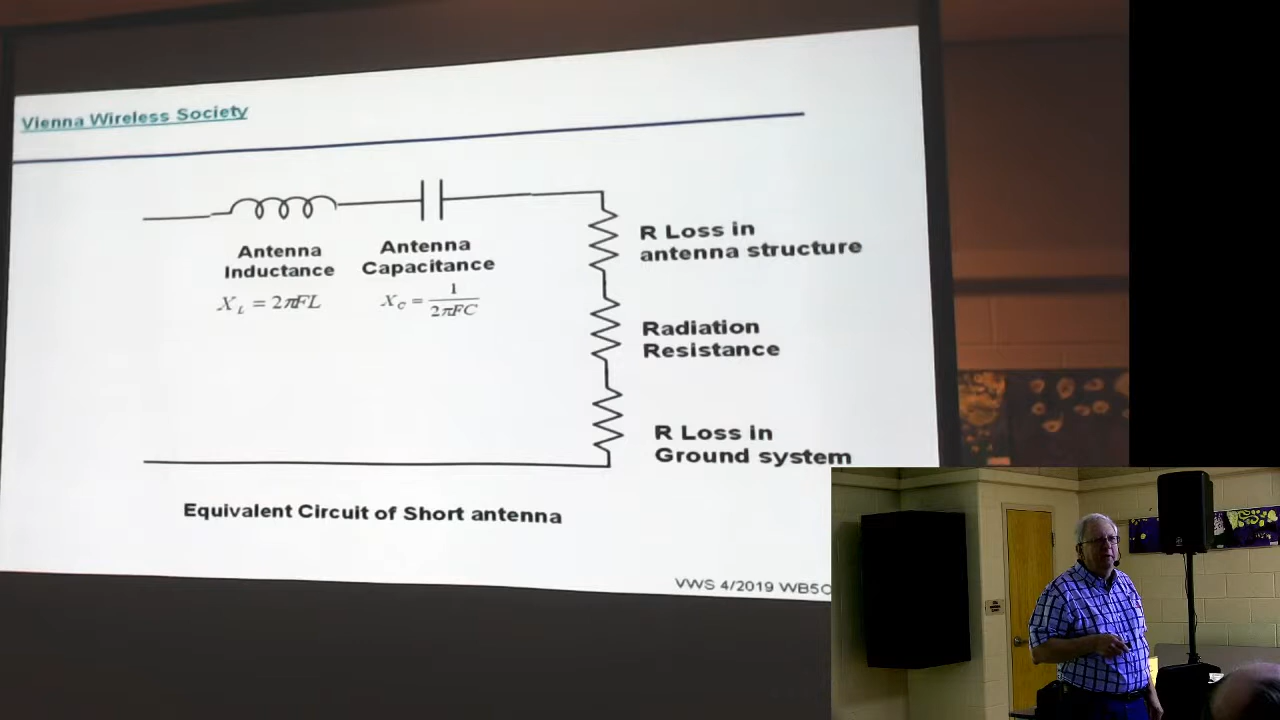 Vienna Wireless Society
Antenna
Inductance
X_L = 2πFL
Antenna
Capacitance
X_C = 1/2πFC
R Loss in
antenna structure
Radiation
Resistance
R Loss in
Ground system
Equivalent Circuit of Short antenna
VWS 4/2019